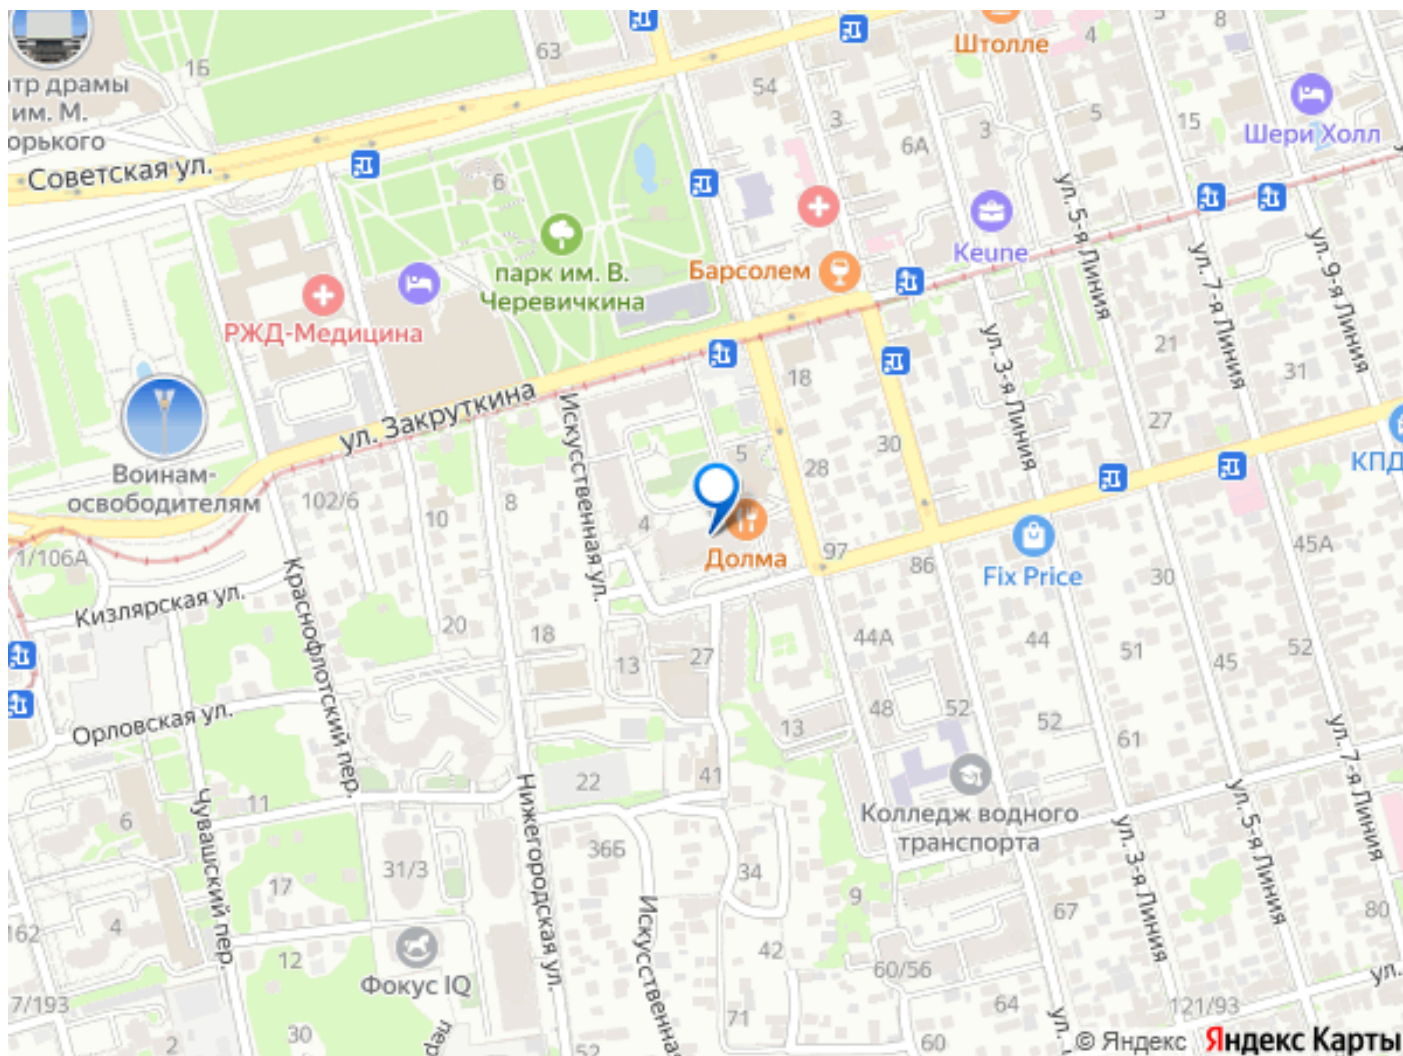 16
63
54
Штолле
4
8
тр драмы
им. М.
орького
Советская ул.
6
3
6А
3
5
15
Шери Холл
ул. 5-я Линия
парк им. В.
Черевичкина
Барсолем
Keune
ул. 7-я Линия
ул. 9-я Линия
РЖД-Медицина
ул. Закруткина
Искусственная ул.
18
ул. 3-я Линия
21
31
27
30
КПД
Воинам-
освободителям
102/6
10
8
5
28
4
Долма
97
86
Fix Price
45А
30
1/106А
Кизлярская ул.
Краснофлотский пер.
20
18
13
27
44А
44
51
45
52
Орловская ул.
48
52
52
61
13
ул. 7-я Линия
22
41
Колледж водного
транспорта
Чувашский пер.
11
6
Нижегородская ул.
36Б
31/3
34
17
9
ул. 3-я Линия
ул. 5-я Линия
67
80
Искусственная
162
4
12
Фокус IQ
42
60/56
ул.
7/193
30
пер
64
121/93
71
2
52
60
ул.
© Яндекс Яндекс Карты